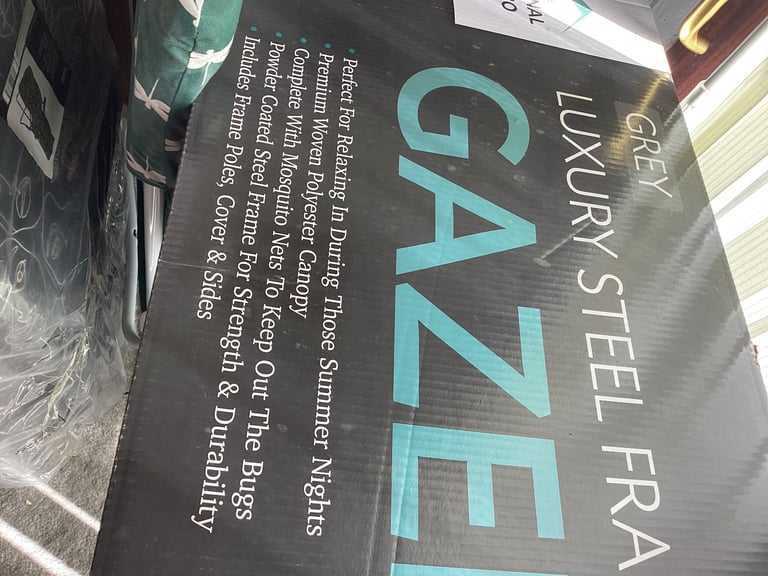 GREY
LUXURY STEEL FRA
GAZE
Perfect For Relaxing In During Those Summer Nights
Premium Woven Polyester Canopy
Complete With Mosquito Nets To Keep Out The Bugs
Powder Coated Steel Frame For Strength & Durability
Includes Frame Poles, Cover & Sides
NAL